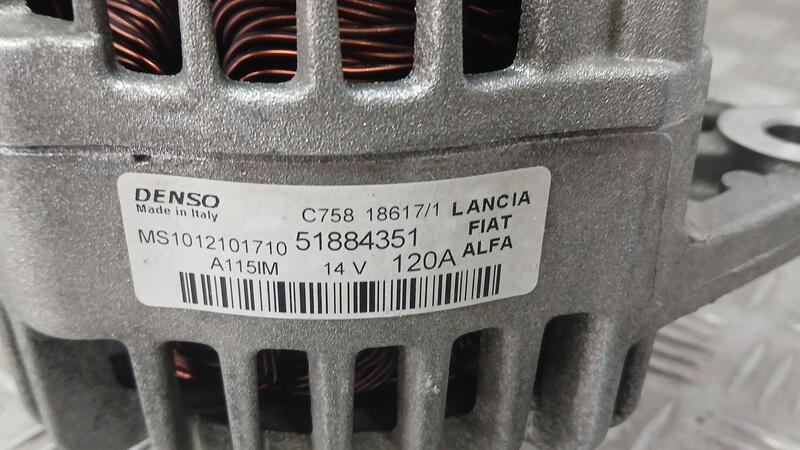 DENSO
Made in Italy
C758 18617/1
LANCIA
FIAT
ALFA
MS1012101710 51884351
A115IM 14 V 120A